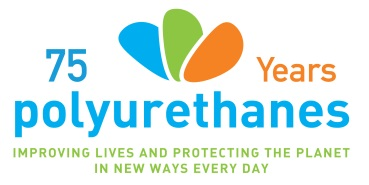 75 Years
polyurethanes
IMPROVING LIVES AND PROTECTING THE PLANET
IN NEW WAYS EVERY DAY